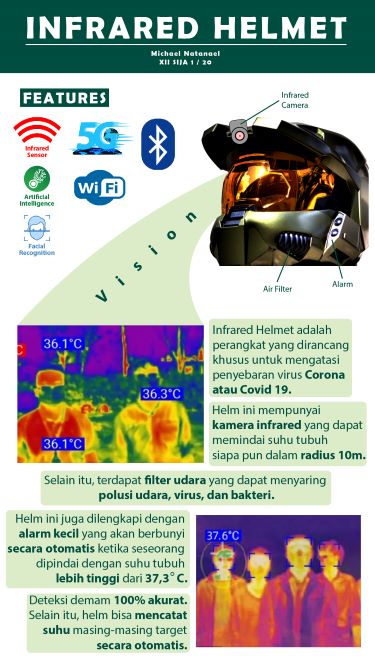 INFRARED HELMET
Michael Natanael
XII SIJA 1 / 20
FEATURES
Infrared
Sensor
5G
Artificial
Intelligence
Wi Fi
Facial
Recognition
Infrared
Camera
Air Filter
Alarm
Vision
36.1°C
36.3°C
36.1°C
Infrared Helmet adalah
perangkat yang dirancang
khusus untuk mengatasi
penyebaran virus Corona
atau Covid 19.
Helm ini mempunyai
kamera infrared yang dapat
memindai suhu tubuh
siapa pun dalam radius 10m.
Selain itu, terdapat filter udara yang dapat menyaring
polusi udara, virus, dan bakteri.
Helm ini juga dilengkapi dengan
alarm kecil yang akan berbunyi
secara otomatis ketika seseorang
dipindai dengan suhu tubuh
lebih tinggi dari 37,3°C.
37.6°C
Deteksi demam 100% akurat.
Selain itu, helm bisa mencatat
suhu masing-masing target
secara otomatis.